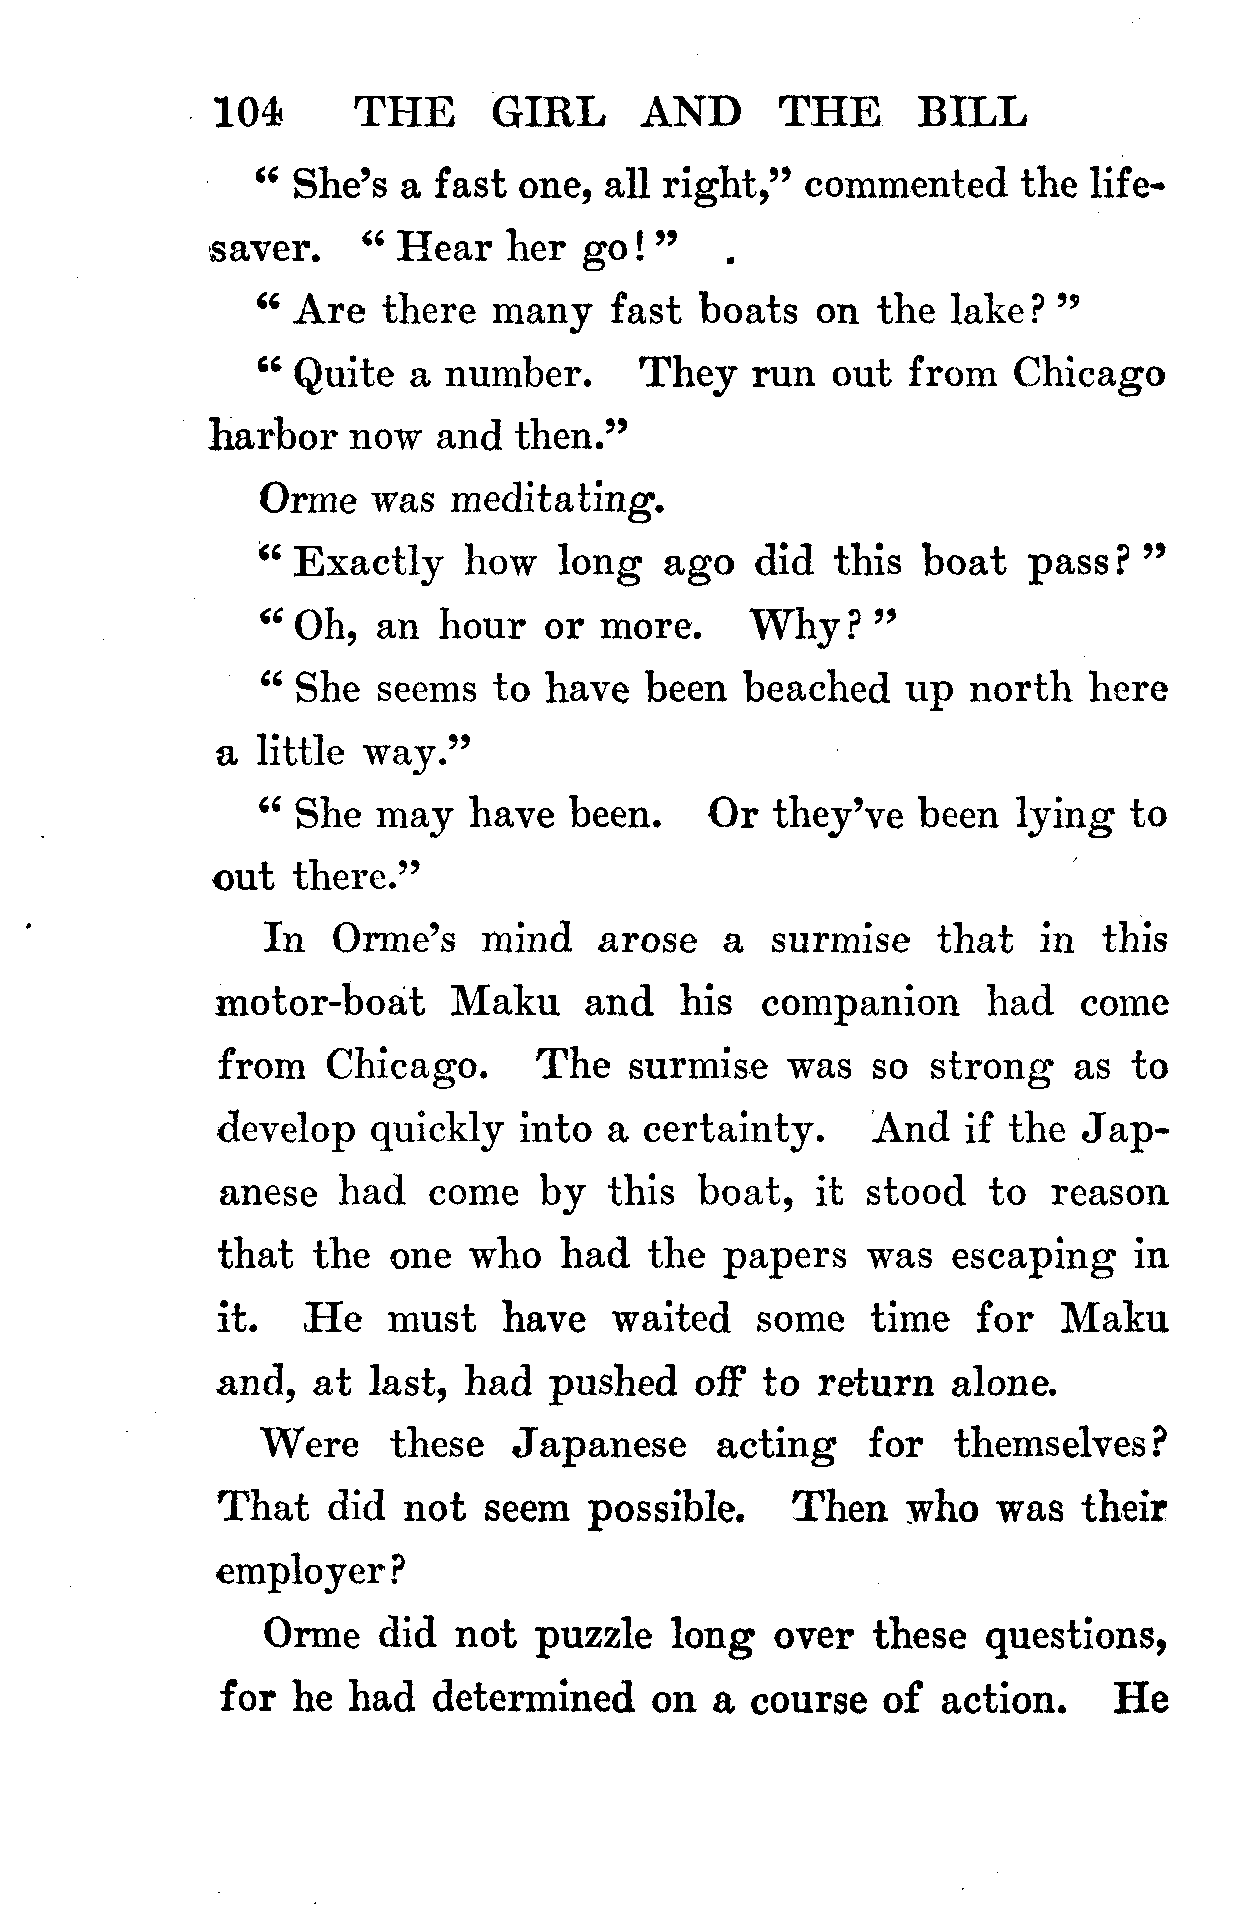 104 THE GIRL AND THE BILL
“ She’s a fast one, all right,” commented the life-
saver. “ Hear her go! ”
“ Are there many fast boats on the lake? ”
“ Quite a number. They run out from Chicago
harbor now and then.”
Orme was meditating.
“ Exactly how long ago did this boat pass? ”
“ Oh, an hour or more. Why? ”
“ She seems to have been beached up north here
a little way.”
“ She may have been. Or they’ve been lying to
out there.”
In Orme’s mind arose a surmise that in this
motor-boat Maku and his companion had come
from Chicago. The surmise was so strong as to
develop quickly into a certainty. And if the Jap-
anese had come by this boat, it stood to reason
that the one who had the papers was escaping in
it. He must have waited some time for Maku
and, at last, had pushed off to return alone.
Were these Japanese acting for themselves?
That did not seem possible. Then who was their
employer?
Orme did not puzzle long over these questions,
for he had determined on a course of action. He